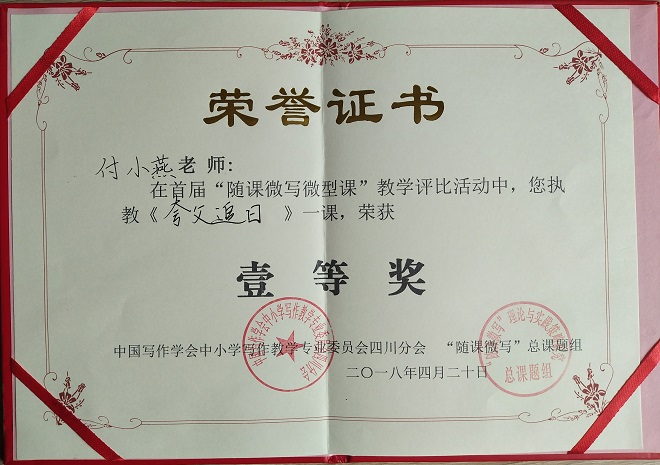 荣誉证书
付小燕老师:
在首届“随课微写微型课”教学评比活动中,您执
教《夸父追日》一课,荣获
壹等奖
中国写作学会中小学写作教学专业委员会四川分会 “随课微写”总课题组
二〇一八年四月二十日
总课题组